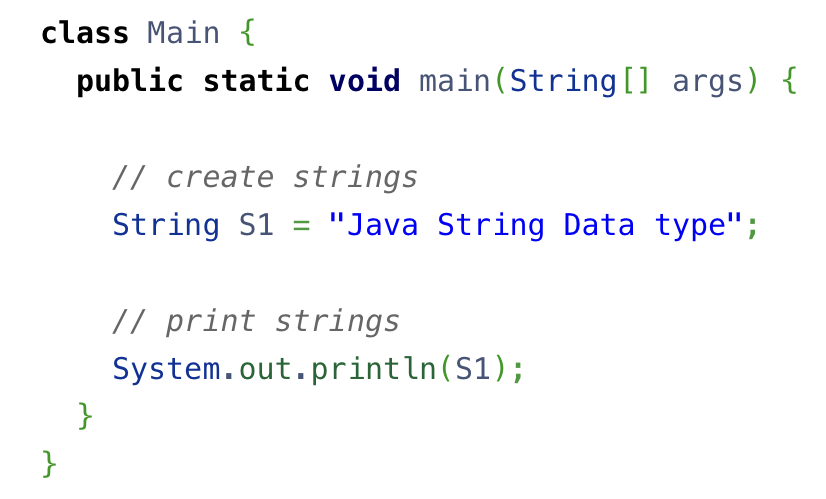 class Main {
  public static void main(String[] args) {
    // create strings
    String S1 = "Java String Data type";
    // print strings
    System.out.println(S1);
  }
}